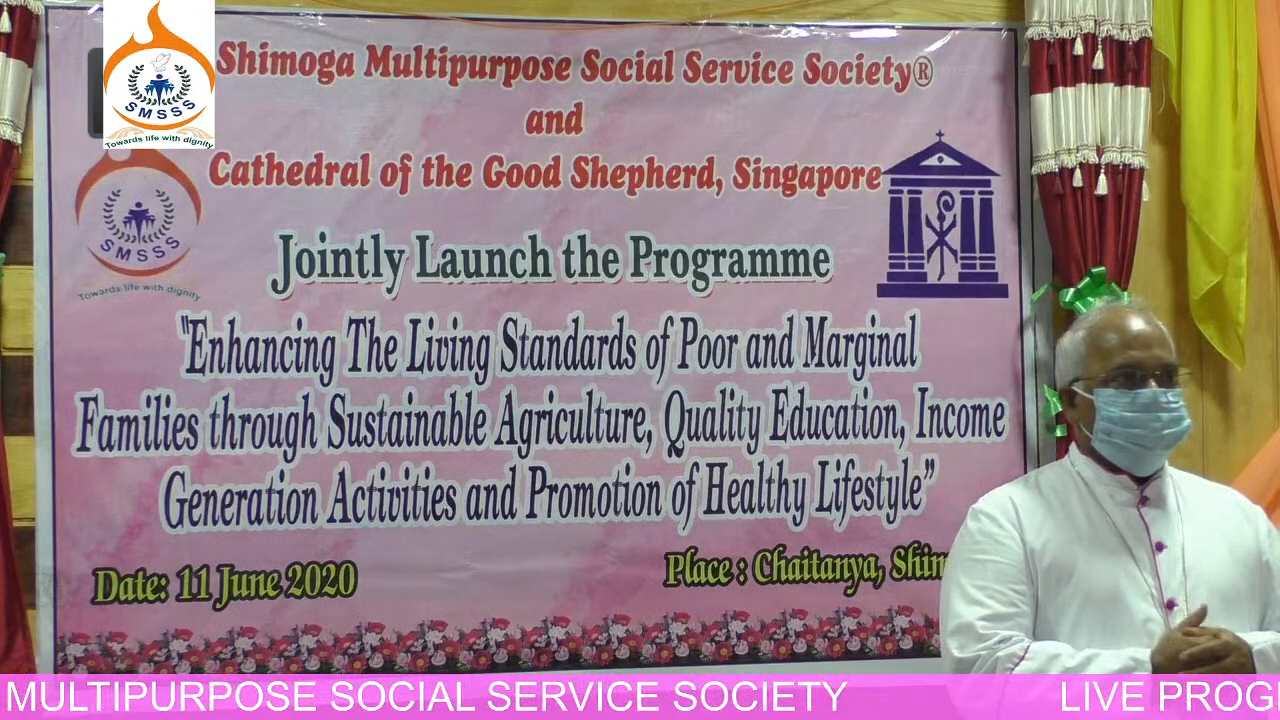 SMSSS
Towards life with dignity
Shimoga Multipurpose Social Service Society®
and
Cathedral of the Good Shepherd, Singapore
SMSSS
Towards life with dignity
Jointly Launch the Programme
"Enhancing The Living Standards of Poor and Marginal
Families through Sustainable Agriculture, Quality Education, Income
Generation Activities and Promotion of Healthy Lifestyle”
Date: 11 June 2020
Place : Chaitanya, Shim
MULTIPURPOSE SOCIAL SERVICE SOCIETY LIVE PROG